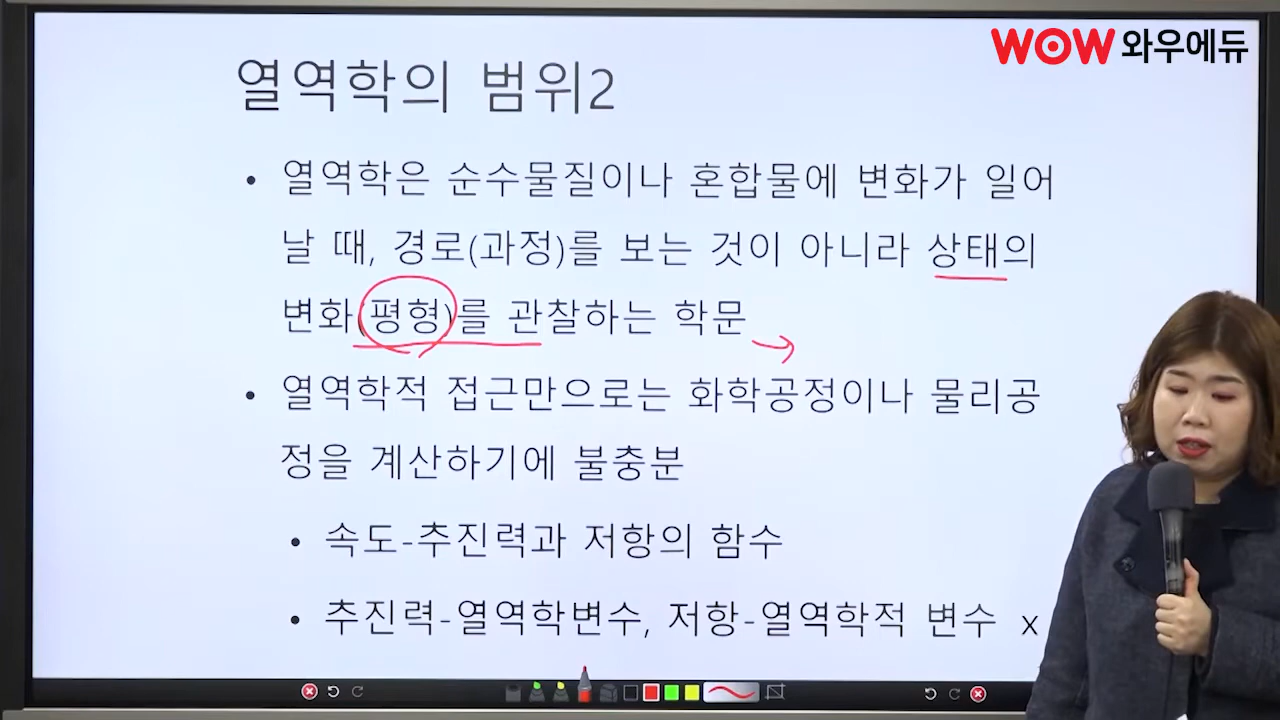 WOW 와우에듀
열역학의 범위2
• 열역학은 순수물질이나 혼합물에 변화가 일어
날 때, 경로(과정)를 보는 것이 아니라 상태의
변화(평형)를 관찰하는 학문
• 열역학적 접근만으로는 화학공정이나 물리공
정을 계산하기에 불충분
• 속도-추진력과 저항의 함수
• 추진력-열역학변수, 저항-열역학적 변수 x